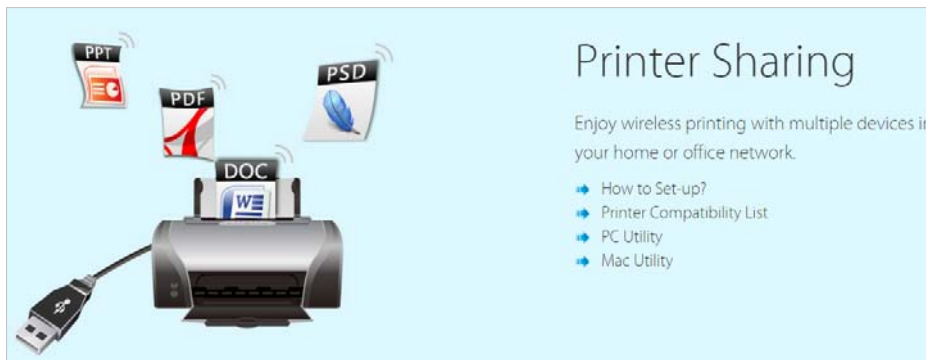 PPT
PDF
PSD
DOC
W
Printer Sharing
Enjoy wireless printing with multiple devices in
your home or office network.
How to Set-up?
Printer Compatibility List
PC Utility
Mac Utility